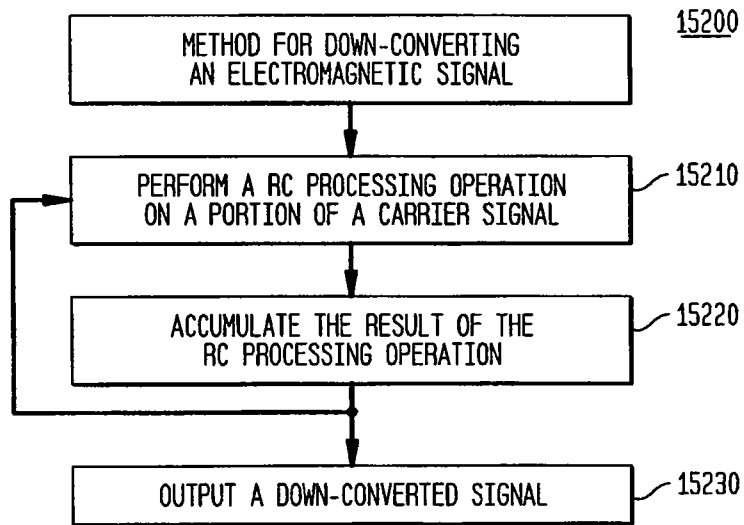 15200
METHOD FOR DOWN-CONVERTING
AN ELECTROMAGNETIC SIGNAL
PERFORM A RC PROCESSING OPERATION
ON A PORTION OF A CARRIER SIGNAL
15210
ACCUMULATE THE RESULT OF THE
RC PROCESSING OPERATION
15220
OUTPUT A DOWN-CONVERTED SIGNAL
15230